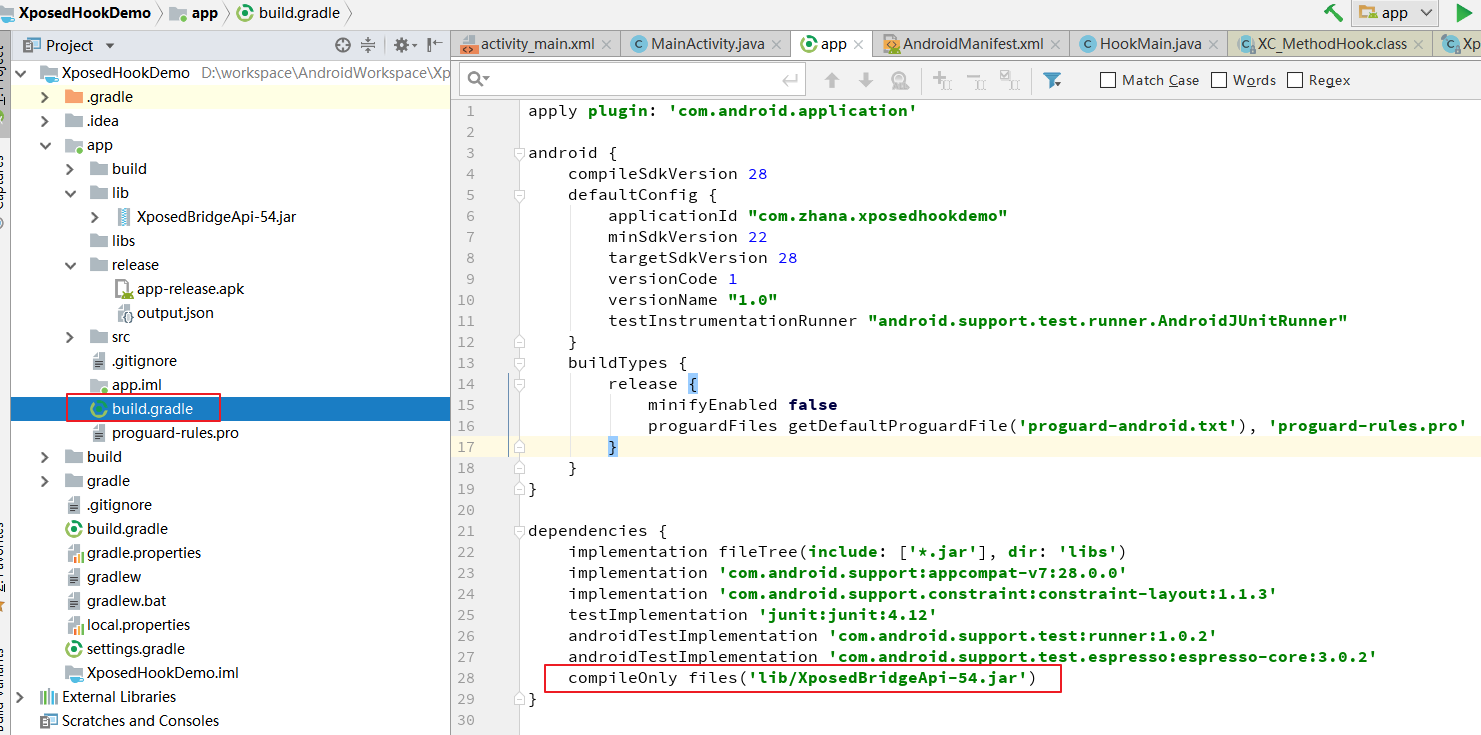 XposedHookDemo app build.gradle app
Project
activity_main.xml MainActivity.java app AndroidManifest.xml HookMain.java XC_MethodHook.class
XposedHookDemo D:\workspace\AndroidWorkspace\Xp
.gradle
.idea
app
build
lib
XposedBridgeApi-54.jar
libs
release
app-release.apk
output.json
src
.gitignore
app.iml
build.gradle
proguard-rules.pro
build
gradle
.gitignore
build.gradle
gradle.properties
gradlew
gradlew.bat
local.properties
settings.gradle
XposedHookDemo.iml
External Libraries
Scratches and Consoles
Match Case Words Regex
1 apply plugin: 'com.android.application'
2
3 android {
4 compileSdkVersion 28
5 defaultConfig {
6 applicationId "com.zhana.xposedhookdemo"
7 minSdkVersion 22
8 targetSdkVersion 28
9 versionCode 1
10 versionName "1.0"
11 testInstrumentationRunner "android.support.test.runner.AndroidJUnitRunner"
12 }
13 buildTypes {
14 release {
15 minifyEnabled false
16 proguardFiles getDefaultProguardFile('proguard-android.txt'), 'proguard-rules.pro'
17 }
18 }
19 }
20
21 dependencies {
22 implementation fileTree(include: ['*.jar'], dir: 'libs')
23 implementation 'com.android.support:appcompat-v7:28.0.0'
24 implementation 'com.android.support.constraint:constraint-layout:1.1.3'
25 testImplementation 'junit:junit:4.12'
26 androidTestImplementation 'com.android.support.test:runner:1.0.2'
27 androidTestImplementation 'com.android.support.test.espresso:espresso-core:3.0.2'
28 compileOnly files('lib/XposedBridgeApi-54.jar')
29 }
30